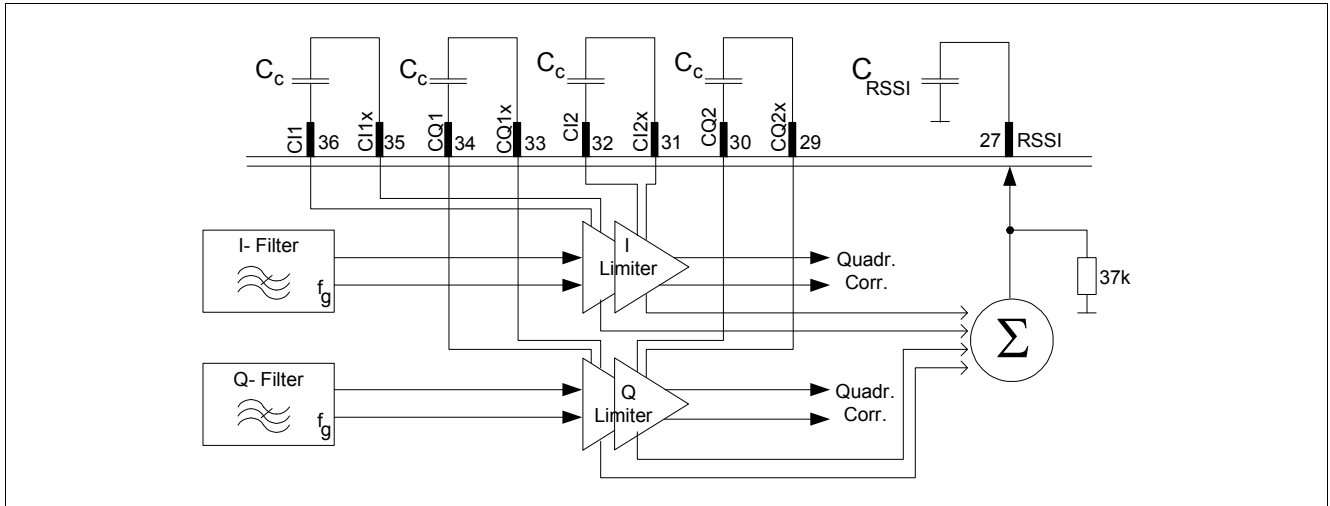 Cc Cc Cc Cc CRSSI
CI1 CI1x CQ1 CQ1x CI2 CI2x CQ2 CQ2x
36 35 34 33 32 31 30 29 27 RSSI
I- Filter
fg
I
Limiter
Quadr.
Corr.
37k
Σ
Q- Filter
fg
Q
Limiter
Quadr.
Corr.